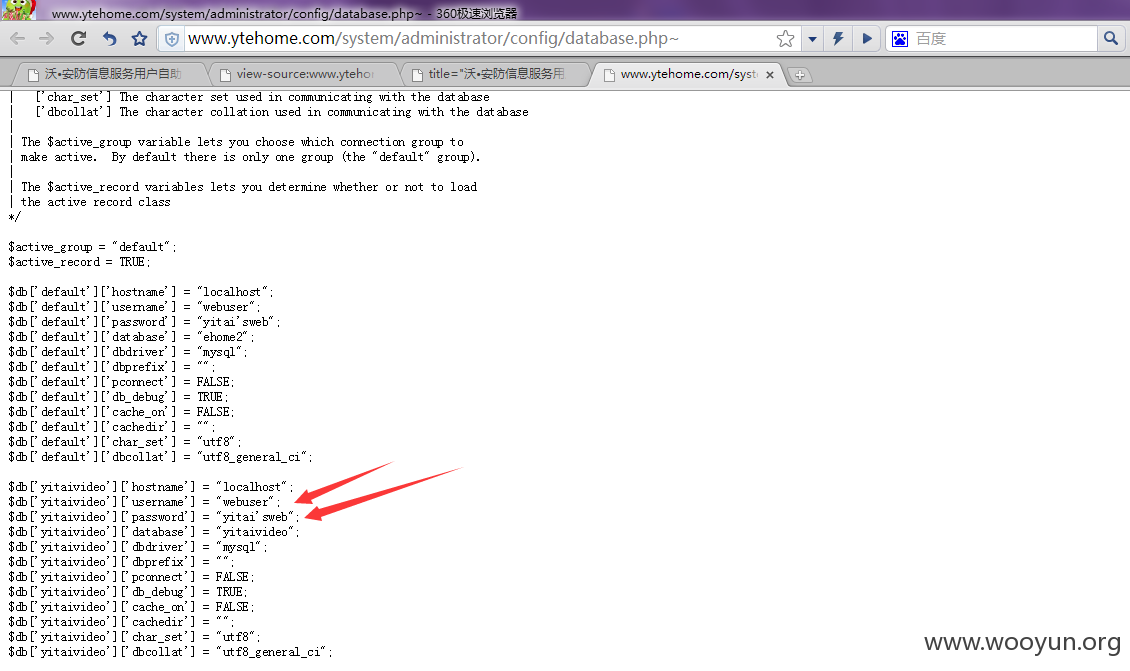 www.ytehome.com/system/administrator/config/database.php~ - 360极速浏览器
www.ytehome.com/system/administrator/config/database.php~
百度
沃•安防信息服务用户自助
view-source:www.ytehon
title="沃•安防信息服务用
www.ytehome.com/syst
|   ['char_set'] The character set used in communicating with the database
|   ['dbcollat'] The character collation used in communicating with the database
|
| The $active_group variable lets you choose which connection group to
| make active.  By default there is only one group (the "default" group).
|
| The $active_record variables lets you determine whether or not to load
| the active record class
*/
$active_group = "default";
$active_record = TRUE;
$db['default']['hostname'] = "localhost";
$db['default']['username'] = "webuser";
$db['default']['password'] = "yitai'sweb";
$db['default']['database'] = "ehome2";
$db['default']['dbdriver'] = "mysql";
$db['default']['dbprefix'] = "";
$db['default']['pconnect'] = FALSE;
$db['default']['db_debug'] = TRUE;
$db['default']['cache_on'] = FALSE;
$db['default']['cachedir'] = "";
$db['default']['char_set'] = "utf8";
$db['default']['dbcollat'] = "utf8_general_ci";
$db['yitaivideo']['hostname'] = "localhost";
$db['yitaivideo']['username'] = "webuser";
$db['yitaivideo']['password'] = "yitai'sweb";
$db['yitaivideo']['database'] = "yitaivideo";
$db['yitaivideo']['dbdriver'] = "mysql";
$db['yitaivideo']['dbprefix'] = "";
$db['yitaivideo']['pconnect'] = FALSE;
$db['yitaivideo']['db_debug'] = TRUE;
$db['yitaivideo']['cache_on'] = FALSE;
$db['yitaivideo']['cachedir'] = "";
$db['yitaivideo']['char_set'] = "utf8";
$db['yitaivideo']['dbcollat'] = "utf8_general_ci";
www.wooyun.org